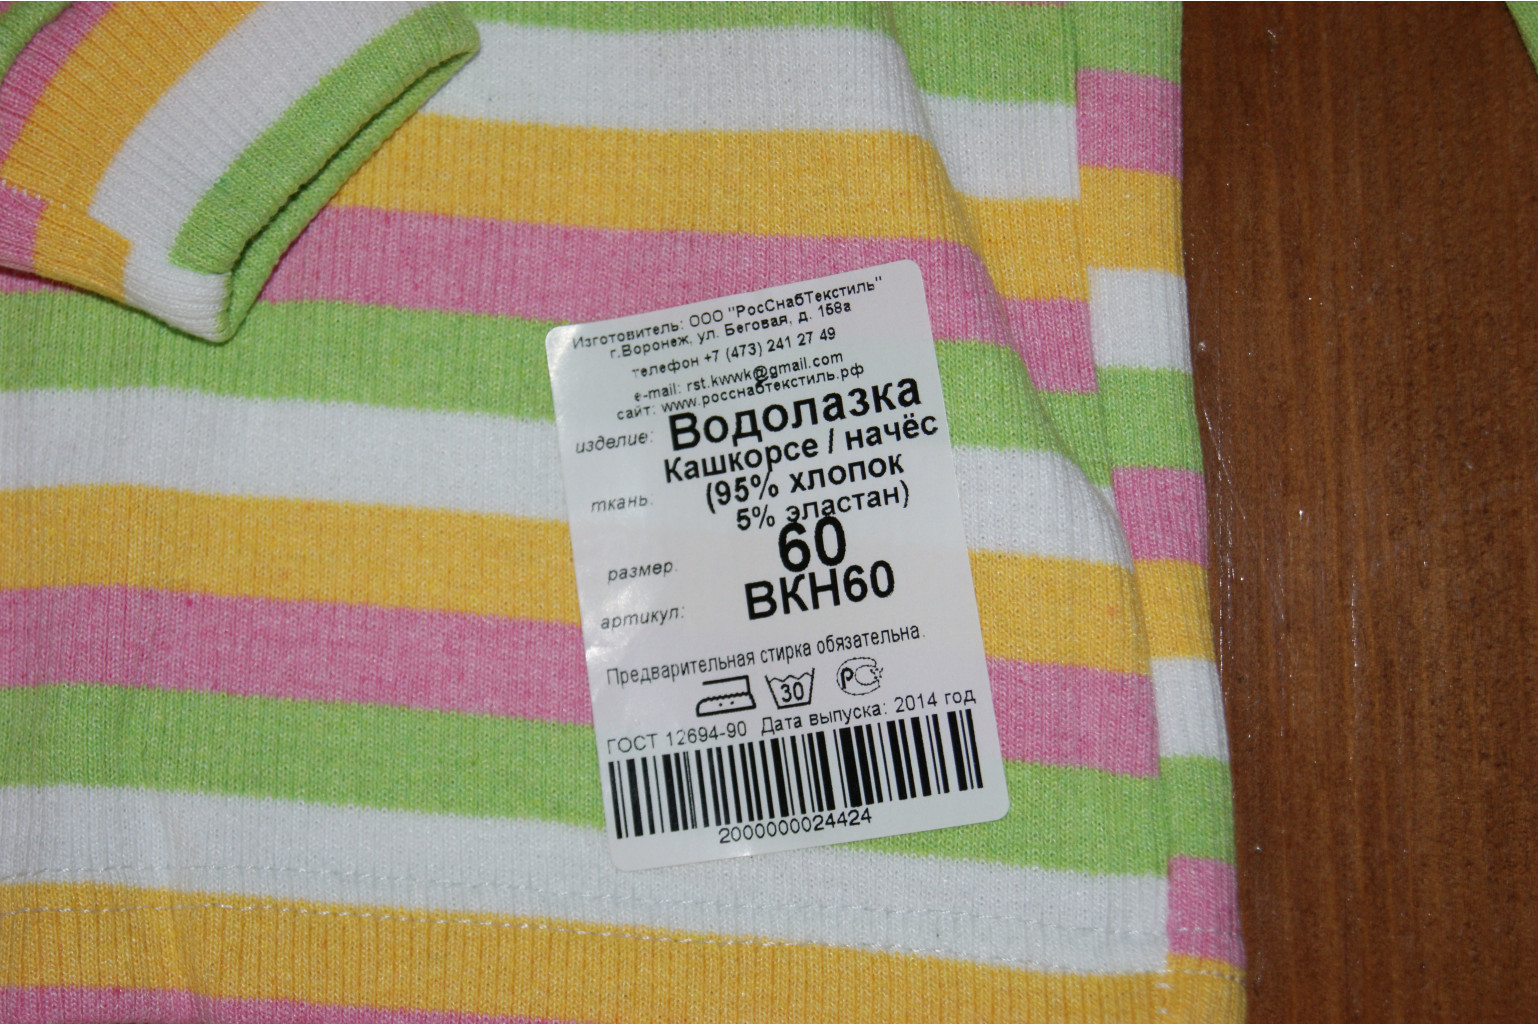 Изготовитель: ООО "РосСнабТекстиль"
г.Воронеж, ул. Беговая, д. 158а
телефон +7 (473) 241 27 49
e-mail: rst.kwwk@gmail.com
сайт: www.росснабтекстиль.рф
изделие: Водолазка
Кашкорсе / начёс
ткань: (95% хлопок
5% эластан)
размер: 60
артикул: ВКН60
Предварительная стирка обязательна.
30 РС
ГОСТ 12694-90 Дата выпуска: 2014 год
2000000024424